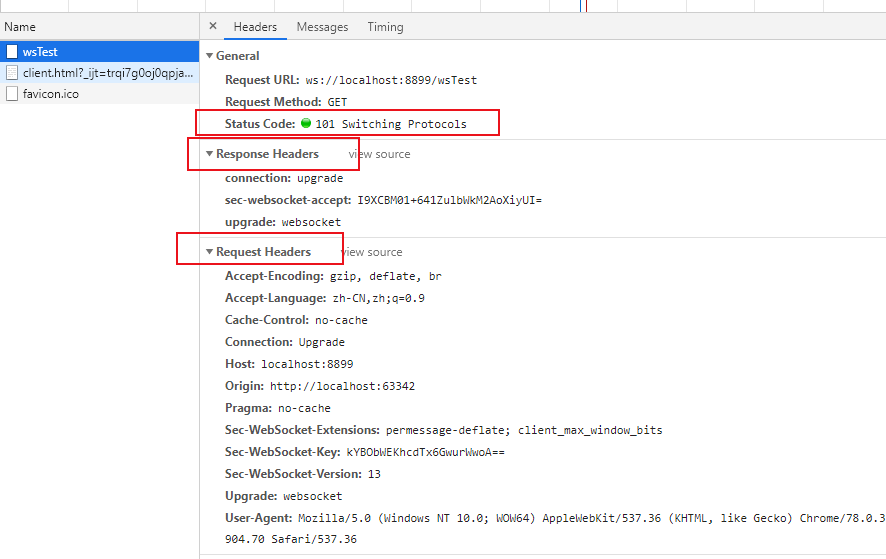 Name
× Headers Messages Timing
wsTest
client.html?_ijt=trqi7g0oj0qpja...
favicon.ico
▼ General
Request URL: ws://localhost:8899/wsTest
Request Method: GET
Status Code: 101 Switching Protocols
▼ Response Headers view source
connection: upgrade
sec-websocket-accept: I9XCBM01+641ZulbWkM2AoXiyUI=
upgrade: websocket
▼ Request Headers view source
Accept-Encoding: gzip, deflate, br
Accept-Language: zh-CN,zh;q=0.9
Cache-Control: no-cache
Connection: Upgrade
Host: localhost:8899
Origin: http://localhost:63342
Pragma: no-cache
Sec-WebSocket-Extensions: permessage-deflate; client_max_window_bits
Sec-WebSocket-Key: kYBObWEKhcdTx6GwurWwoA==
Sec-WebSocket-Version: 13
Upgrade: websocket
User-Agent: Mozilla/5.0 (Windows NT 10.0; WOW64) AppleWebKit/537.36 (KHTML, like Gecko) Chrome/78.0.3
904.70 Safari/537.36